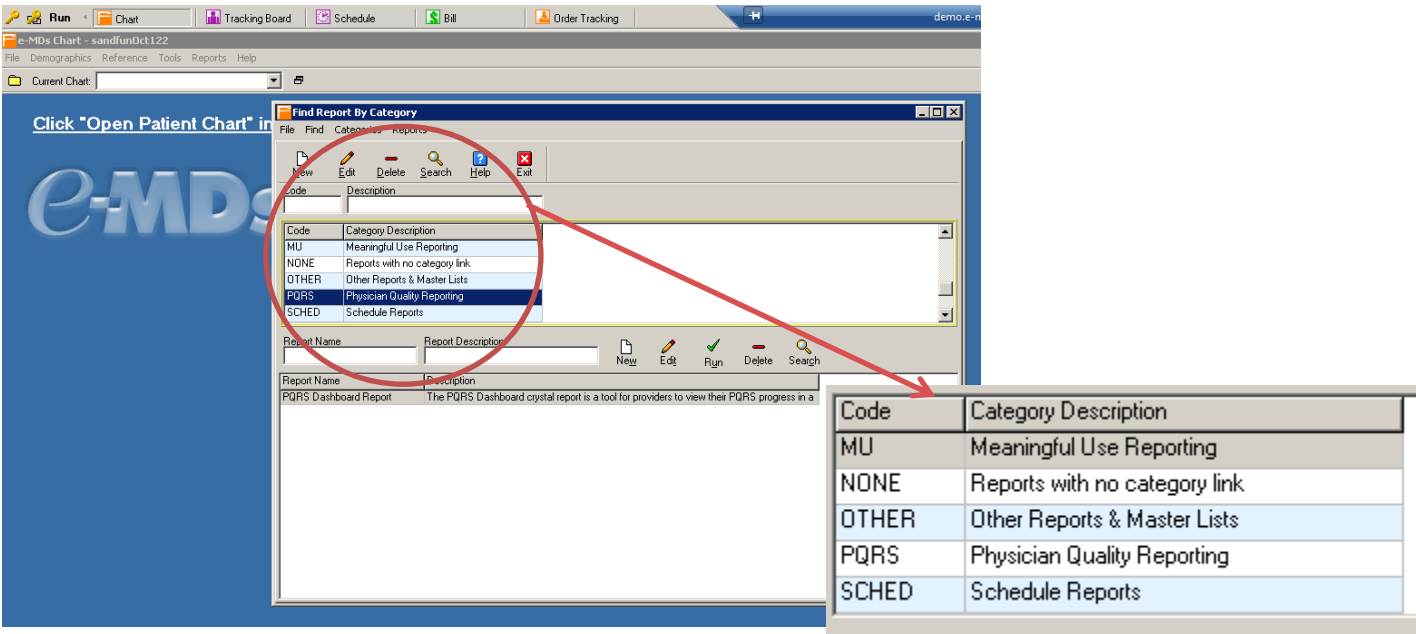 Run Chart Tracking Board Schedule Bill Order Tracking demo.e-m
e-MDs Chart - sandfunOct122
File Demographics Reference Tools Reports Help
Current Chart:
Click "Open Patient Chart" in
e-MDs
Find Report By Category
File Find Categories Reports
New Edit Delete Search Help Exit
Code Description
Code Category Description
MU Meaningful Use Reporting
NONE Reports with no category link
OTHER Other Reports & Master Lists
PQRS Physician Quality Reporting
SCHED Schedule Reports
Report Name Report Description
New Edit Run Delete Search
Report Name Description
PQRS Dashboard Report The PQRS Dashboard crystal report is a tool for providers to view their PQRS progress in a
Code Category Description
MU Meaningful Use Reporting
NONE Reports with no category link
OTHER Other Reports & Master Lists
PQRS Physician Quality Reporting
SCHED Schedule Reports